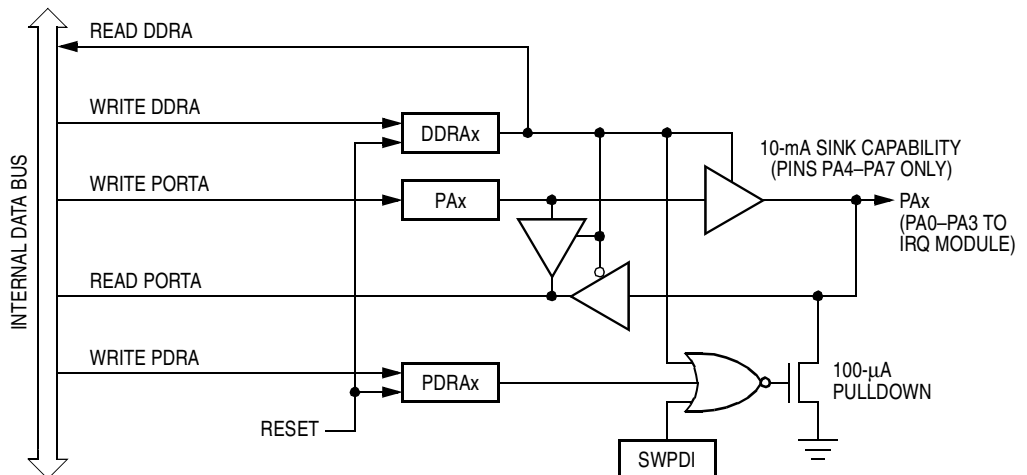 READ DDRA
WRITE DDRA
DDRAx
10-mA SINK CAPABILITY
(PINS PA4–PA7 ONLY)
WRITE PORTA
PAx
PAx
(PA0–PA3 TO
IRQ MODULE)
INTERNAL DATA BUS
READ PORTA
WRITE PDRA
PDRAx
100-μA
PULLDOWN
RESET
SWPDI